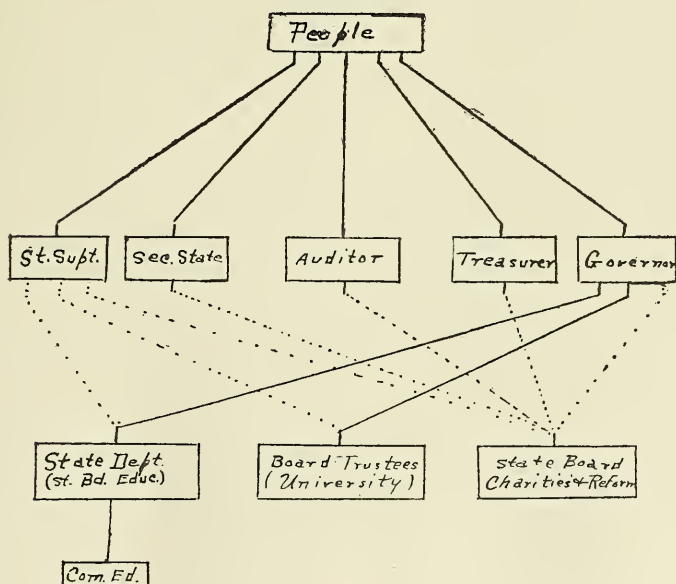 People
St. Supt.
Sec. State
Auditor
Treasurer
Governor
State Dept.
(St. Bd. Educ.)
Board Trustees
(University)
State Board
Charities & Reform
Com. Ed.